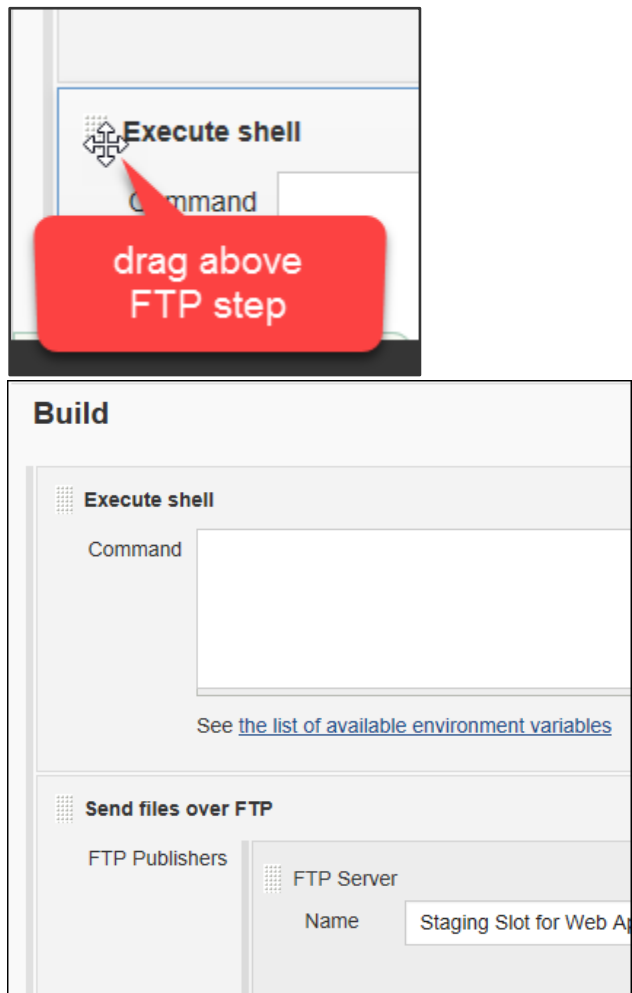 Execute shell
Command
drag above
FTP step
Build
Execute shell
Command
See the list of available environment variables
Send files over FTP
FTP Publishers
FTP Server
Name
Staging Slot for Web